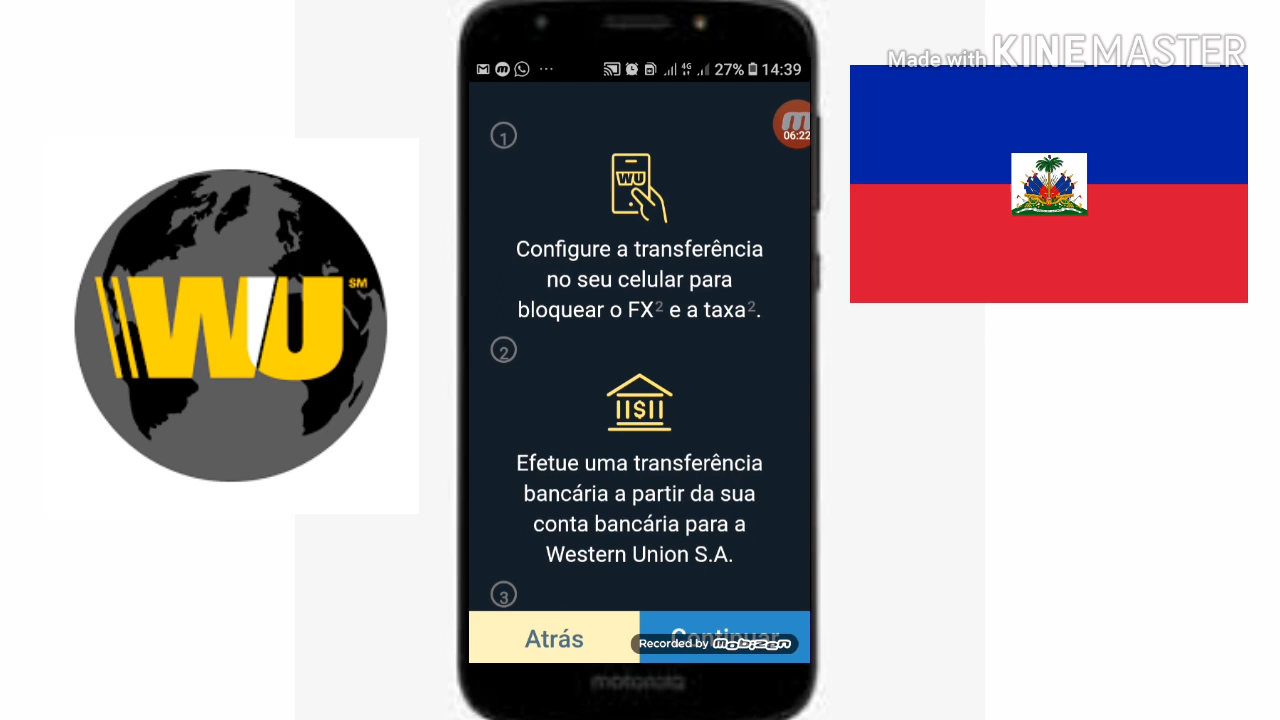 Made with KINEMASTER
4G 27% 14:39
06:22
1
WU
Configure a transferência
no seu celular para
bloquear o FX² e a taxa².
2
$
Efetue uma transferência
bancária a partir da sua
conta bancária para a
Western Union S.A.
3
Atrás
Continuar
Recorded by mobizen
motorola
WU SM